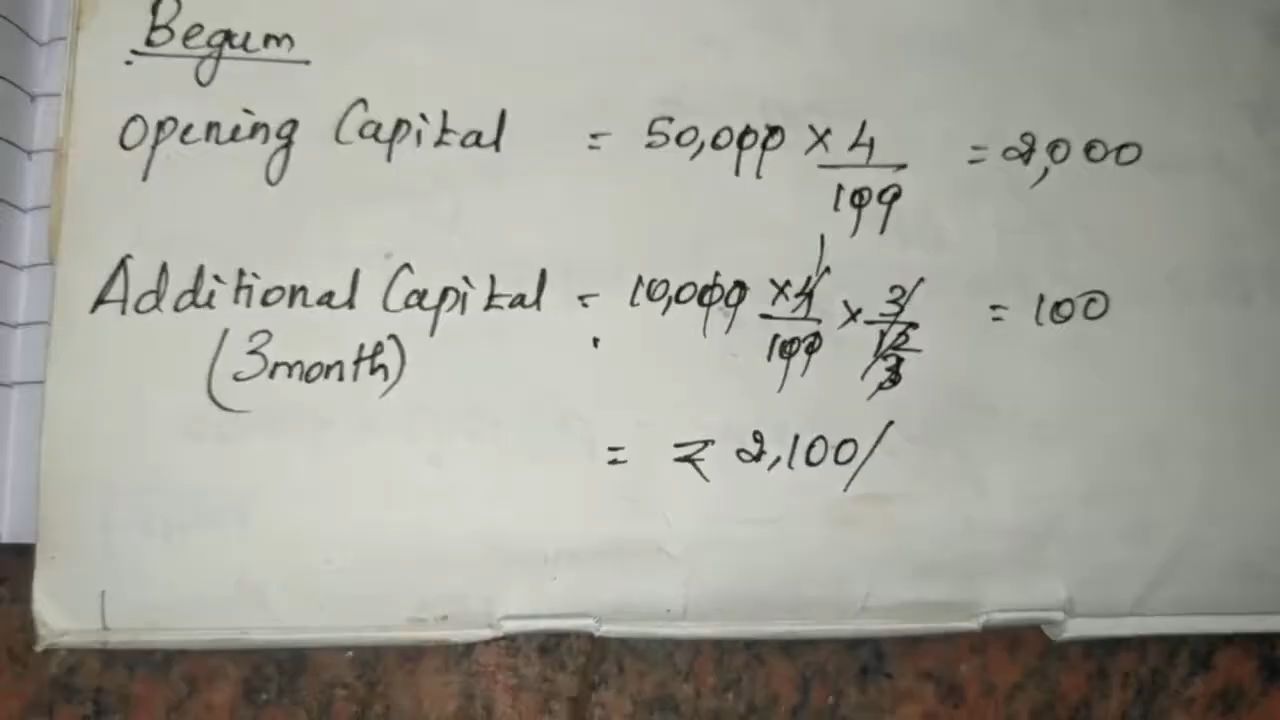 Begum
Opening Capital = 50,000 × 4/100 = 2,000
Additional Capital = 10,000 × 4/100 × 3/12 = 100
(3month)
= ₹ 2,100/